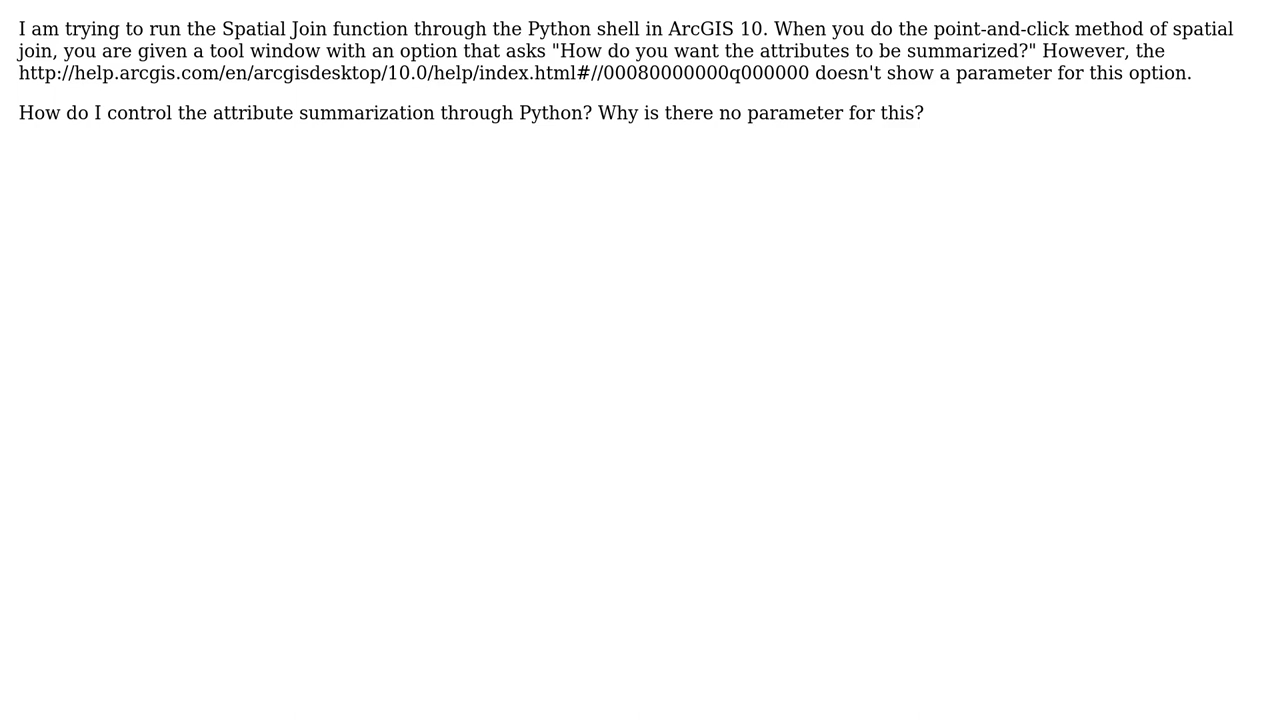 I am trying to run the Spatial Join function through the Python shell in ArcGIS 10. When you do the point-and-click method of spatial
join, you are given a tool window with an option that asks "How do you want the attributes to be summarized?" However, the
http://help.arcgis.com/en/arcgisdesktop/10.0/help/index.html#//00080000000q000000 doesn't show a parameter for this option.
How do I control the attribute summarization through Python? Why is there no parameter for this?